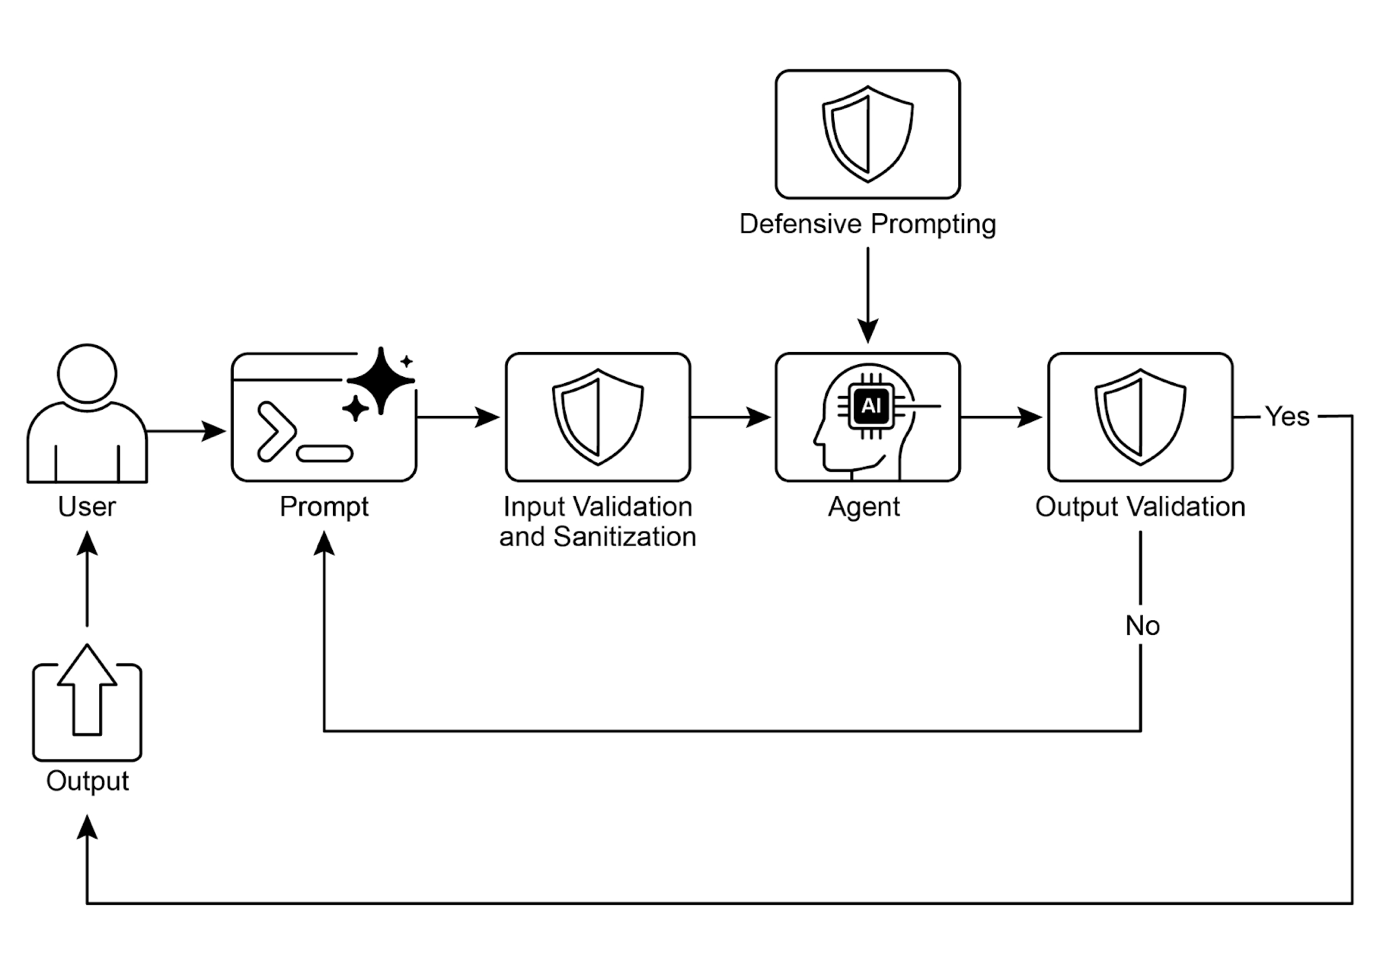 Defensive Prompting
AI
Yes
User
Prompt
Input Validation
and Sanitization
Agent
Output Validation
No
Output